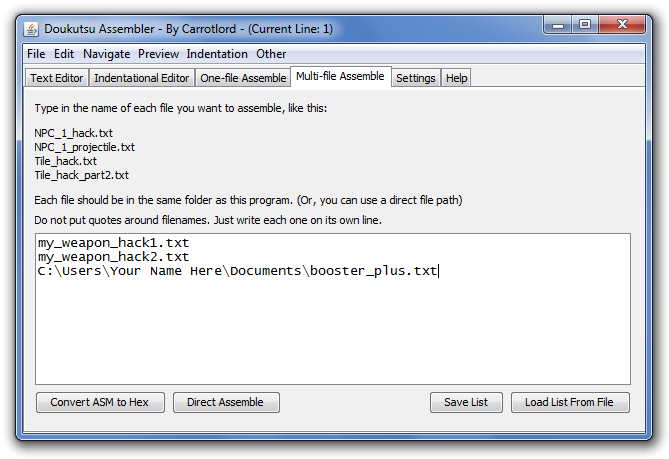 Doukutsu Assembler - By Carrotlord - (Current Line: 1)
File Edit Navigate Preview Indentation Other
Text Editor Indentational Editor One-file Assemble Multi-file Assemble Settings Help
Type in the name of each file you want to assemble, like this:
NPC_1_hack.txt
NPC_1_projectile.txt
Tile_hack.txt
Tile_hack_part2.txt
Each file should be in the same folder as this program. (Or, you can use a direct file path)
Do not put quotes around filenames. Just write each one on its own line.
my_weapon_hack1.txt
my_weapon_hack2.txt
C:\Users\Your Name Here\Documents\booster_plus.txt
Convert ASM to Hex Direct Assemble Save List Load List From File